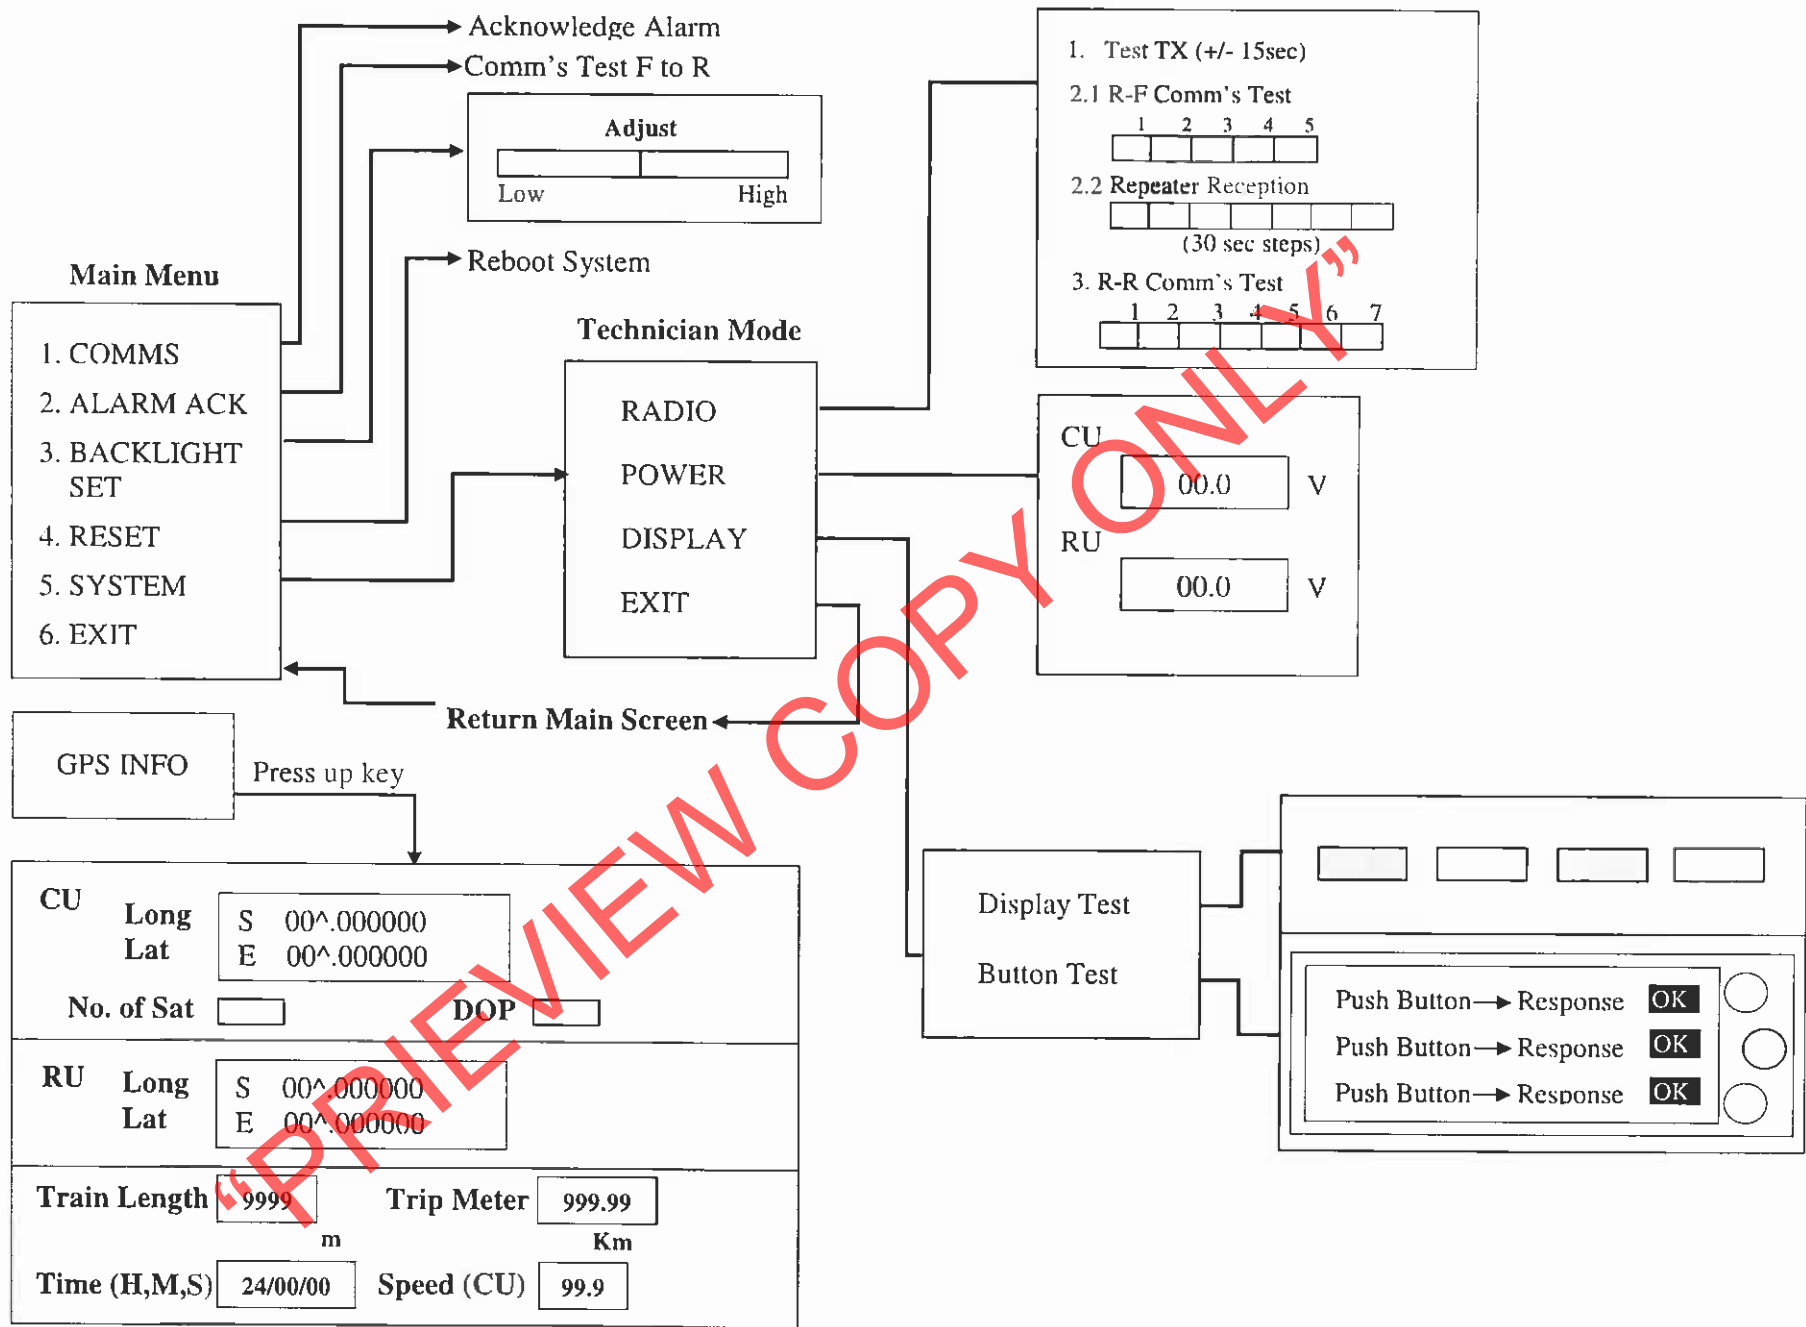 Acknowledge Alarm
Comm's Test F to R
Adjust
Low High
Reboot System
Main Menu
1. COMMS
2. ALARM ACK
3. BACKLIGHT
SET
4. RESET
5. SYSTEM
6. EXIT
Technician Mode
RADIO
POWER
DISPLAY
EXIT
Return Main Screen
1. Test TX (+/- 15sec)
2.1 R-F Comm's Test
1 2 3 4 5
2.2 Repeater Reception
(30 sec steps)
3. R-R Comm's Test
1 2 3 4 5 6 7
CU
00.0 V
RU
00.0 V
GPS INFO
Press up key
CU
Long S 00^.000000
Lat E 00^.000000
No. of Sat DOP
RU
Long S 00^.000000
Lat E 00^.000000
Train Length 9999 Trip Meter 999.99
m Km
Time (H,M,S) 24/00/00 Speed (CU) 99.9
Display Test
Button Test
Push Button → Response OK
Push Button → Response OK
Push Button → Response OK
"PRIEVIEW COPY ONLY"